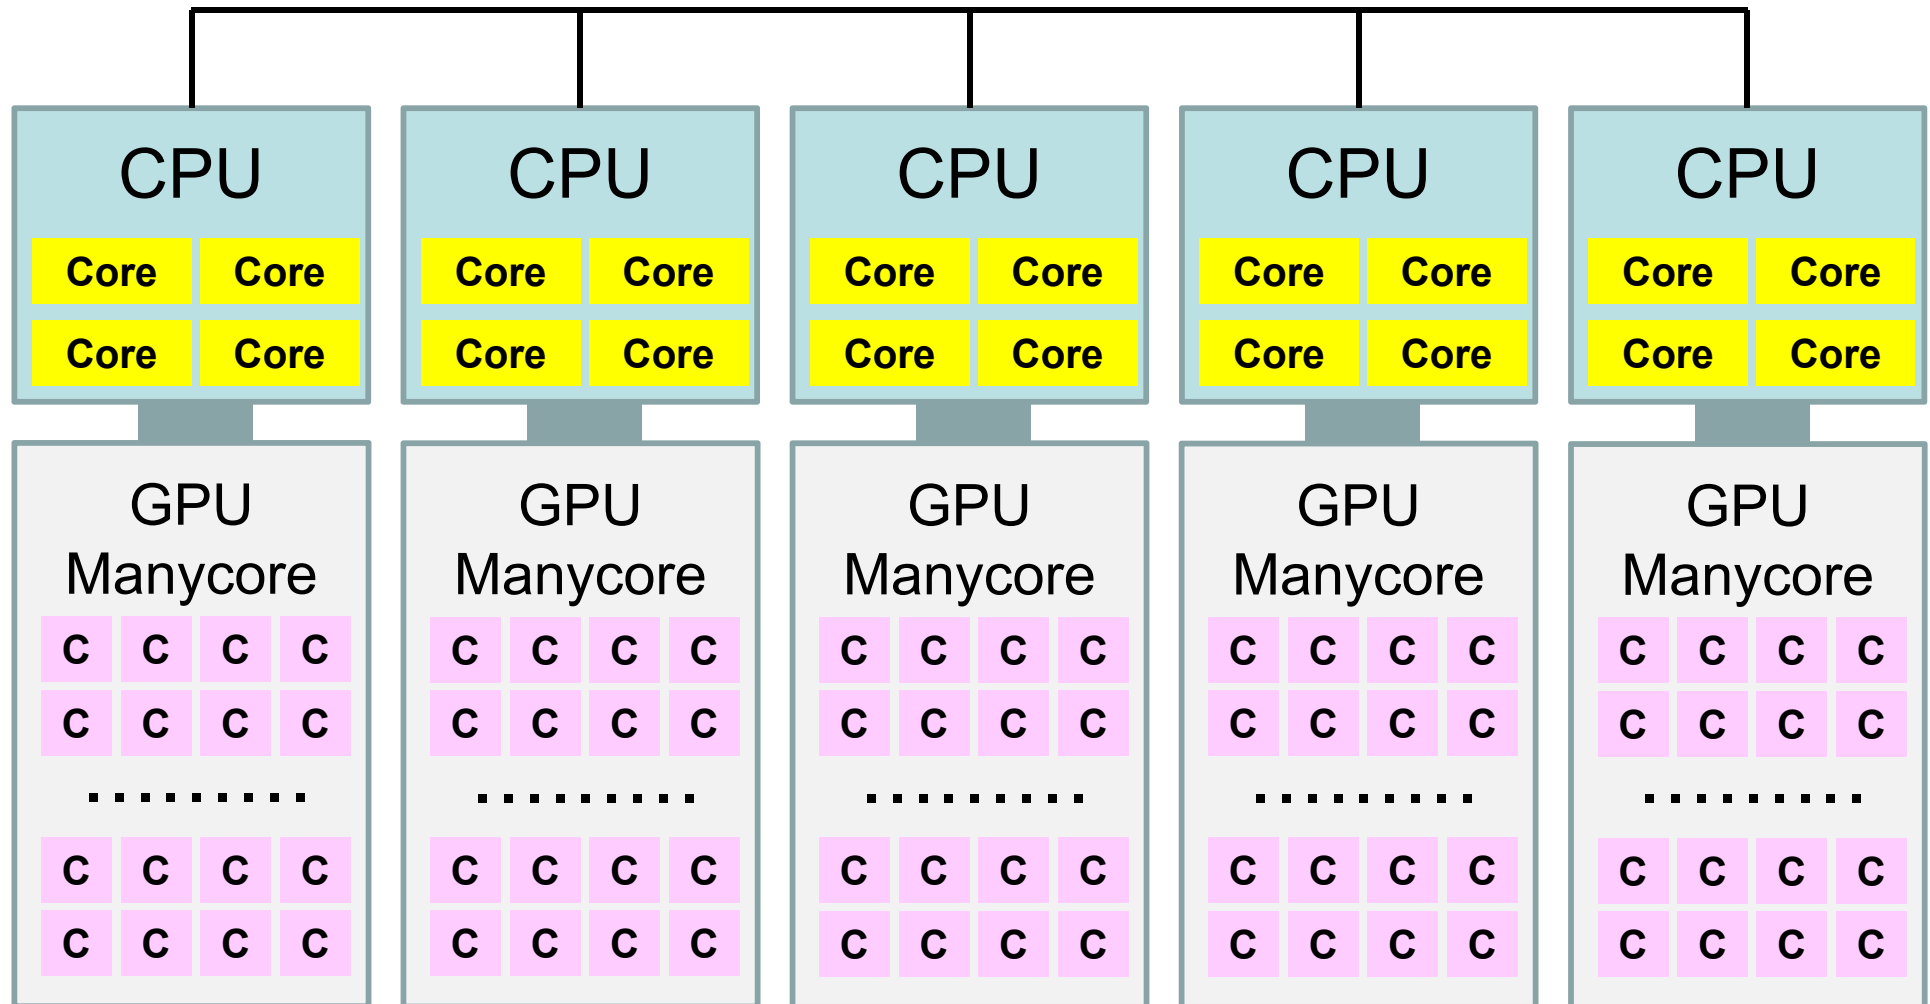 CPU CPU CPU CPU CPU
Core Core Core Core Core Core Core Core Core Core
Core Core Core Core Core Core Core Core Core Core
GPU GPU GPU GPU GPU
Manycore Manycore Manycore Manycore Manycore
C C C C C C C C C C C C C C C C C C C C
C C C C C C C C C C C C C C C C C C C C
......... ......... ......... ......... .........
C C C C C C C C C C C C C C C C C C C C
C C C C C C C C C C C C C C C C C C C C